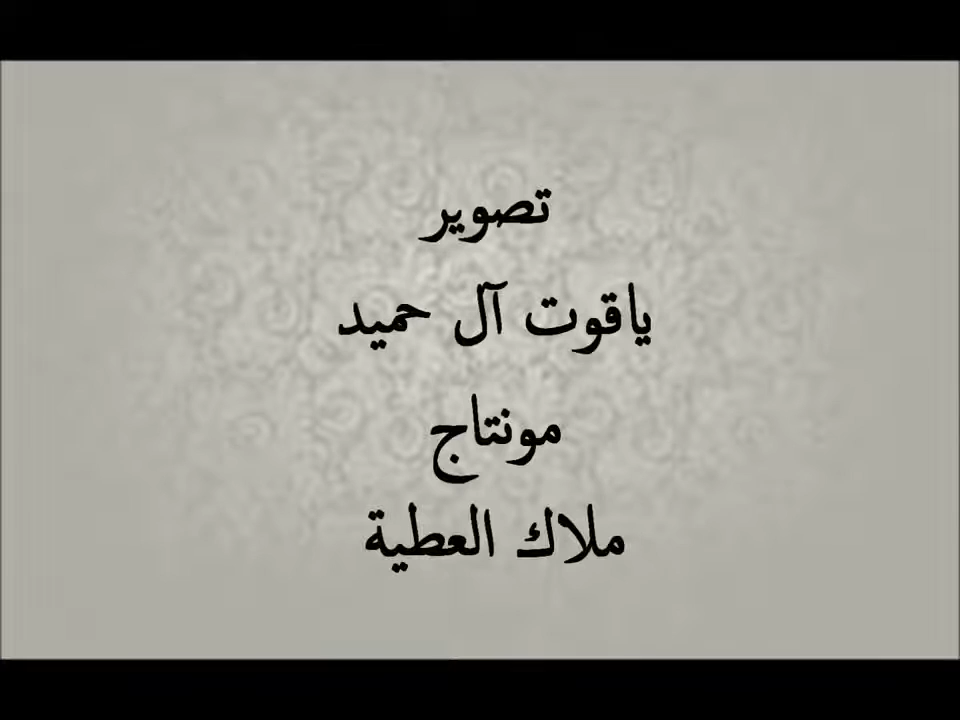 تصوير
ياقوت آل حميد
مونتاج
ملاك العطية